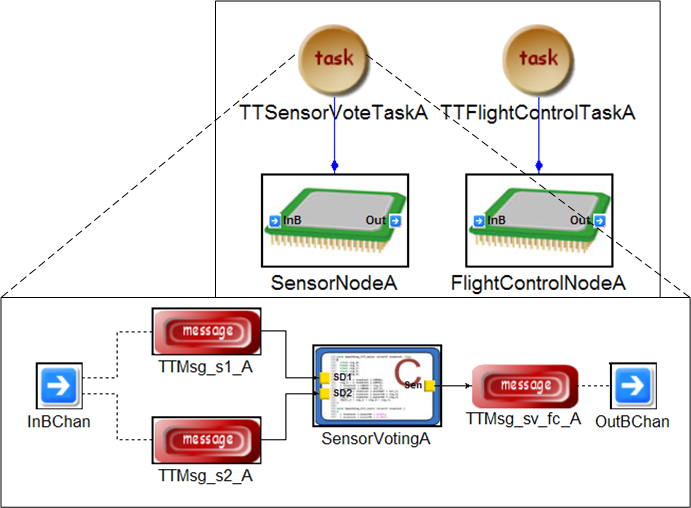 task
task
TTSensorVoteTaskA
TTFlightControlTaskA
InB
Out
InB
Out
SensorNodeA
FlightControlNodeA
message
TTMsg_s1_A
InBChan
message
TTMsg_s2_A
SD1
SD2
C
Sen
SensorVotingA
message
TTMsg_sv_fc_A
OutBChan